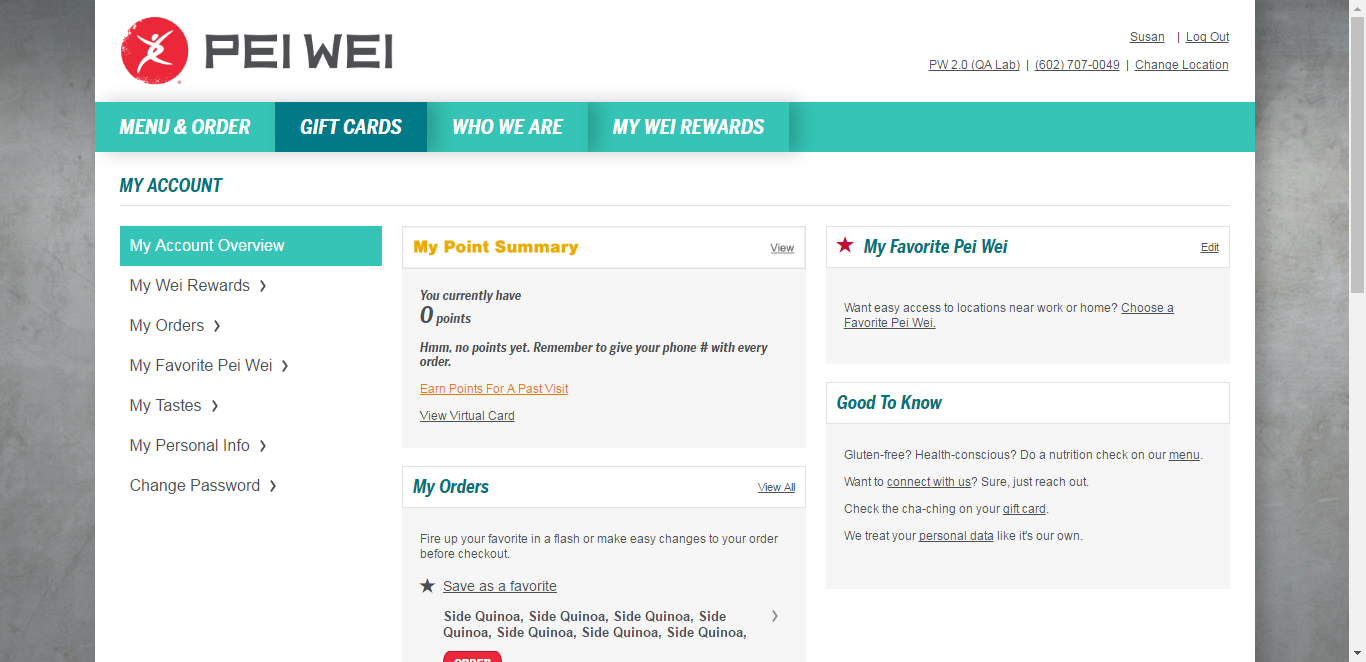 PEI WEI
Susan | Log Out
PW 2.0 (QA Lab) | (602) 707-0049 | Change Location
MENU & ORDER GIFT CARDS WHO WE ARE MY WEI REWARDS
MY ACCOUNT
My Account Overview
My Wei Rewards
My Orders
My Favorite Pei Wei
My Tastes
My Personal Info
Change Password
My Point Summary View
You currently have
0 points
Hmm, no points yet. Remember to give your phone # with every
order.
Earn Points For A Past Visit
View Virtual Card
My Orders View All
Fire up your favorite in a flash or make easy changes to your order
before checkout.
Save as a favorite
Side Quinoa, Side Quinoa, Side Quinoa, Side
Quinoa, Side Quinoa, Side Quinoa, Side Quinoa,
ORDER
My Favorite Pei Wei Edit
Want easy access to locations near work or home? Choose a
Favorite Pei Wei.
Good To Know
Gluten-free? Health-conscious? Do a nutrition check on our menu.
Want to connect with us? Sure, just reach out.
Check the cha-ching on your gift card.
We treat your personal data like it's our own.